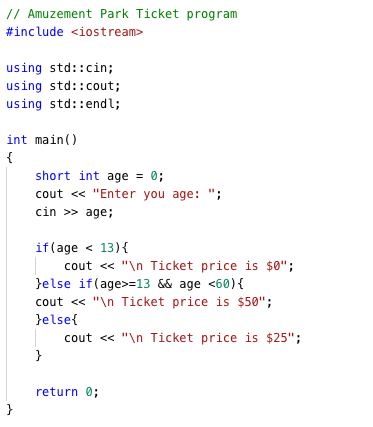 // Amuzement Park Ticket program
#include <iostream>

using std::cin;
using std::cout;
using std::endl;

int main()
{
    short int age = 0;
    cout << "Enter you age: ";
    cin >> age;

    if(age < 13){
        cout << "\n Ticket price is $0";
    }else if(age>=13 && age <60){
    cout << "\n Ticket price is $50";
    }else{
        cout << "\n Ticket price is $25";
    }

    return 0;
}